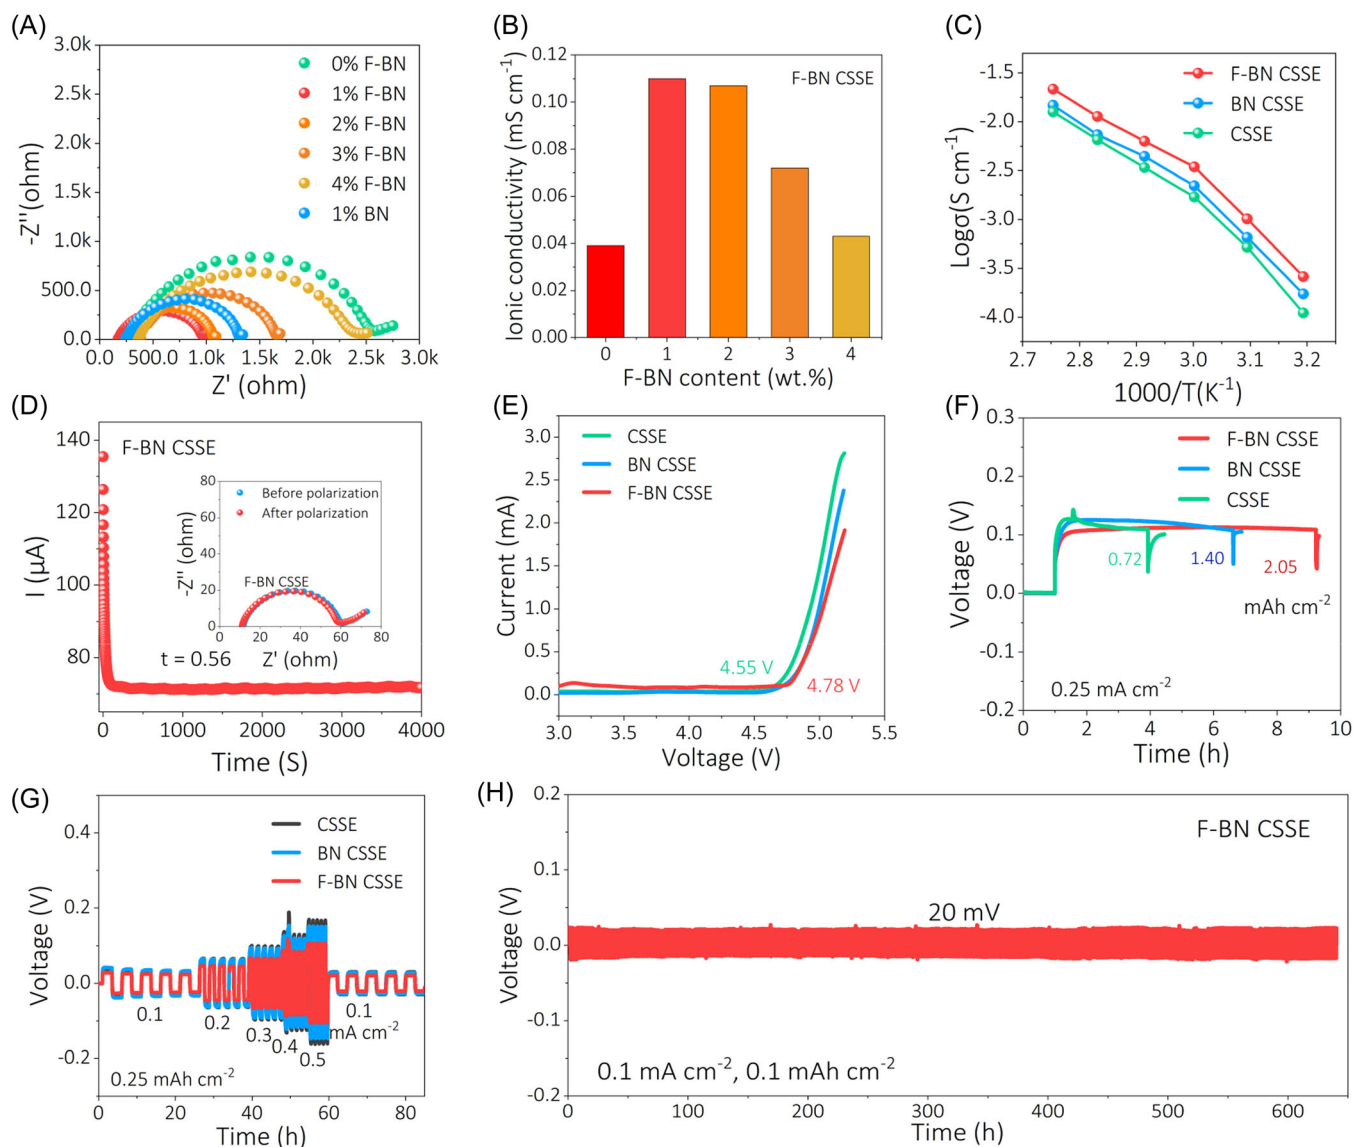 (A)
3.0k
2.5k
2.0k
1.5k
1.0k
500.0
0.0
0.0
500.0
1.0k
1.5k
2.0k
2.5k
3.0k
-Z''(ohm)
Z' (ohm)
0% F-BN
1% F-BN
2% F-BN
3% F-BN
4% F-BN
1% BN
(B)
0.12
0.10
0.08
0.06
0.04
0.02
0.00
0
1
2
3
4
Ionic conductivity (mS cm⁻¹)
F-BN content (wt.%)
F-BN CSSE
(C)
-1.5
-2.0
-2.5
-3.0
-3.5
-4.0
2.7
2.8
2.9
3.0
3.1
3.2
Logσ(S cm⁻¹)
1000/T(K⁻¹)
F-BN CSSE
BN CSSE
CSSE
(D)
140
120
100
80
0
1000
2000
3000
4000
I (μA)
Time (S)
F-BN CSSE
80
60
40
20
0
20
40
60
80
-Z'' (ohm)
Z' (ohm)
Before polarization
After polarization
F-BN CSSE
t = 0.56
(E)
3.0
2.5
2.0
1.5
1.0
0.5
0.0
3.0
3.5
4.0
4.5
5.0
5.5
Current (mA)
Voltage (V)
CSSE
BN CSSE
F-BN CSSE
4.55 V
4.78 V
(F)
0.3
0.2
0.1
0.0
-0.1
-0.2
0
2
4
6
8
10
Voltage (V)
Time (h)
F-BN CSSE
BN CSSE
CSSE
0.72
1.40
2.05
mAh cm⁻²
0.25 mA cm⁻²
(G)
0.4
0.2
0.0
-0.2
0
20
40
60
80
Voltage (V)
Time (h)
CSSE
BN CSSE
F-BN CSSE
0.1
0.2
0.3
0.4
0.5
0.1
mA cm⁻²
0.25 mAh cm⁻²
(H)
0.2
0.1
0.0
-0.1
-0.2
0
100
200
300
400
500
600
Voltage (V)
Time (h)
F-BN CSSE
20 mV
0.1 mA cm⁻², 0.1 mAh cm⁻²